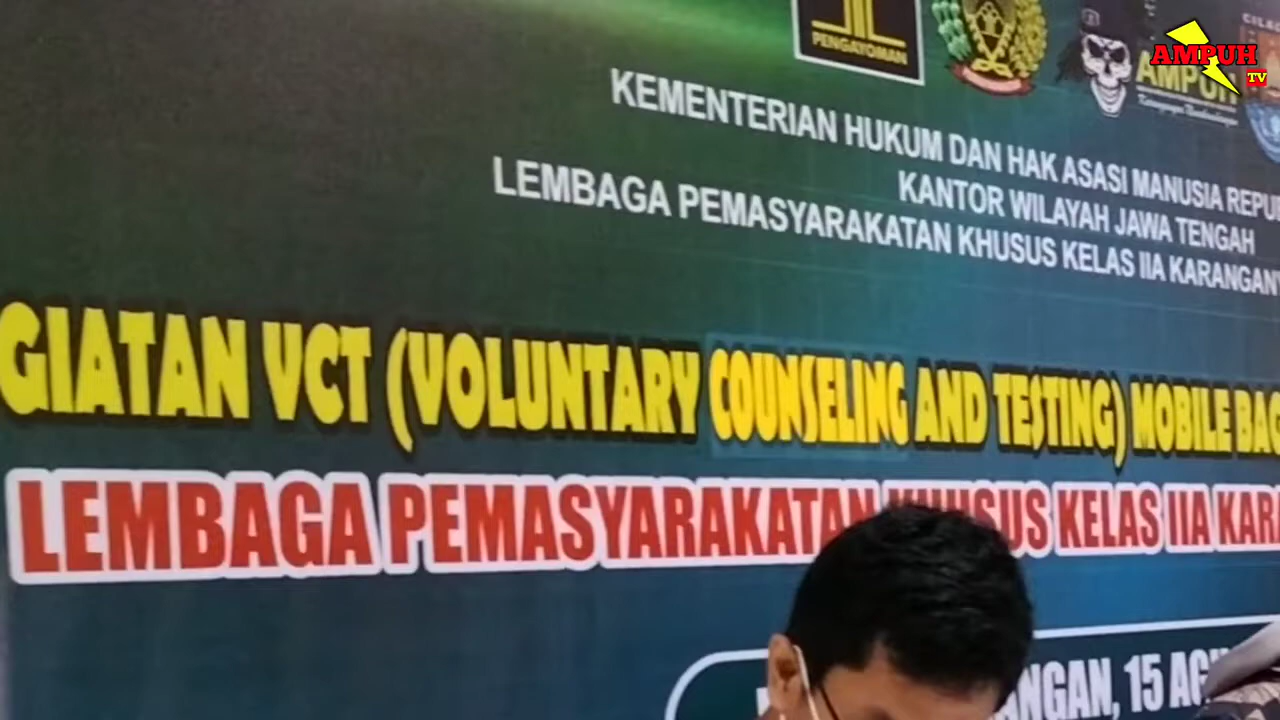 PENGAYOMAN
AMPUH
AMPUH
TV
KEMENTERIAN HUKUM DAN HAK ASASI MANUSIA REPU
KANTOR WILAYAH JAWA TENGAH
LEMBAGA PEMASYARAKATAN KHUSUS KELAS IIA KARANGAN
GIATAN VCT (VOLUNTARY COUNSELING AND TESTING) MOBILE BAG
LEMBAGA PEMASYARAKATAN KHUSUS KELAS IIA KAR
ANGAN, 15 AG